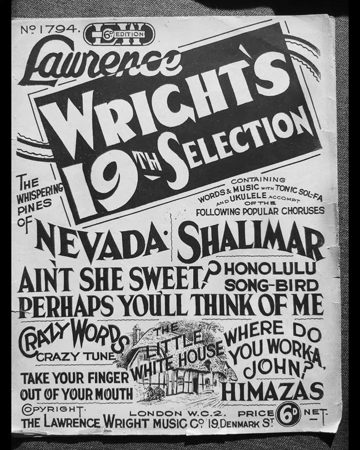 No 1794.
LW
6D EDITION
Lawrence
WRIGHT'S
19TH SELECTION
CONTAINING
WORDS & MUSIC WITH TONIC SOL-FA
AND UKULELE ACCOMPT
OF THE
FOLLOWING POPULAR CHORUSES
THE
WHISPERING
PINES
OF
NEVADA · SHALIMAR
AIN'T SHE SWEET?
HONOLULU
SONG-BIRD
PERHAPS YOU'LL THINK OF ME
CRAZY WORDS
CRAZY TUNE
THE
LITTLE
WHITE HOUSE
WHERE DO
YOU WORKA,
JOHN?
TAKE YOUR FINGER
OUT OF YOUR MOUTH
HIMAZAS
COPYRIGHT. LONDON W.C.2. PRICE 6D NET.
THE LAWRENCE WRIGHT MUSIC CO 19, DENMARK ST